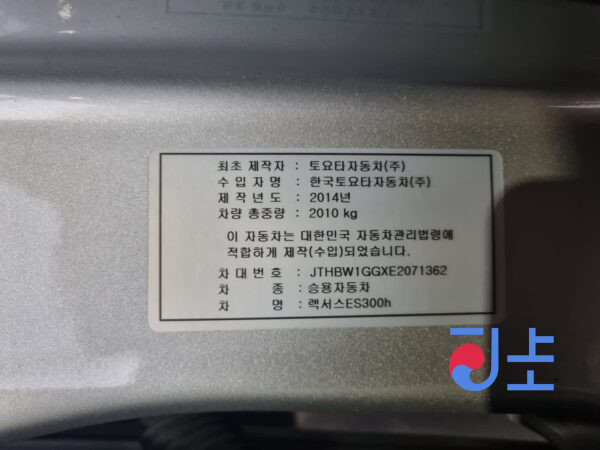 최초 제작자 : 토요타자동차(주)
수 입 자 명 : 한국토요타자동차(주)
제 작 년 도 : 2014년
차량 총중량 : 2010 kg
이 자동차는 대한민국 자동차관리법령에
적합하게 제작(수입)되었습니다.
차 대 번 호 : JTHBW1GGXE2071362
차 종 : 승용자동차
차 명 : 렉서스ES300h